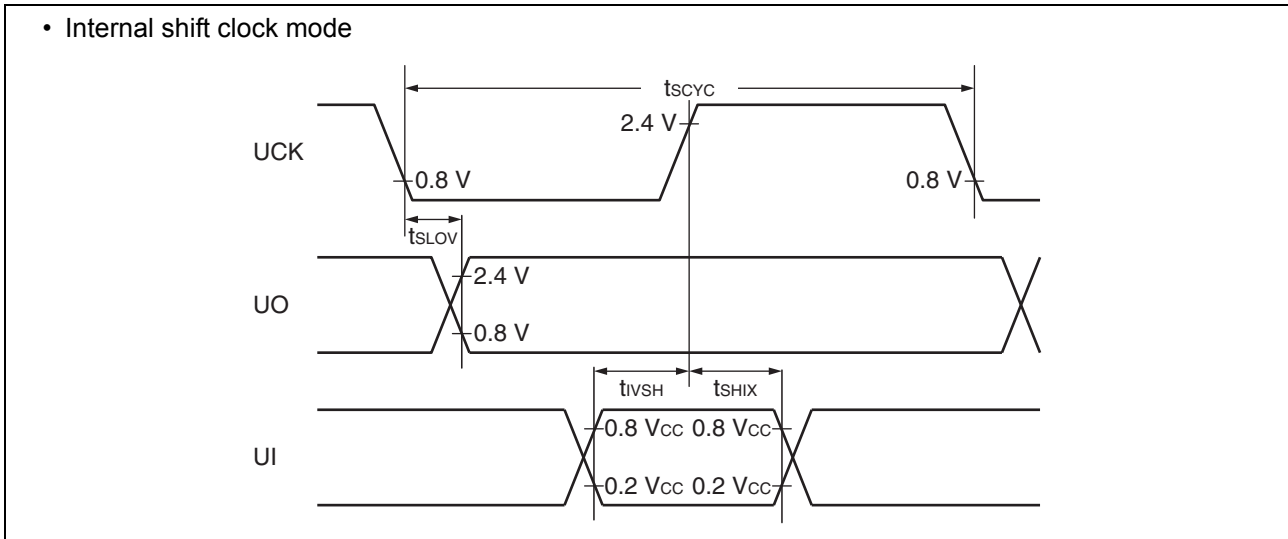 • Internal shift clock mode
tSCYC
2.4 V
UCK
0.8 V
0.8 V
tSLOV
2.4 V
UO
0.8 V
tIVSH
tSHIX
0.8 VCC 0.8 VCC
UI
0.2 VCC 0.2 VCC